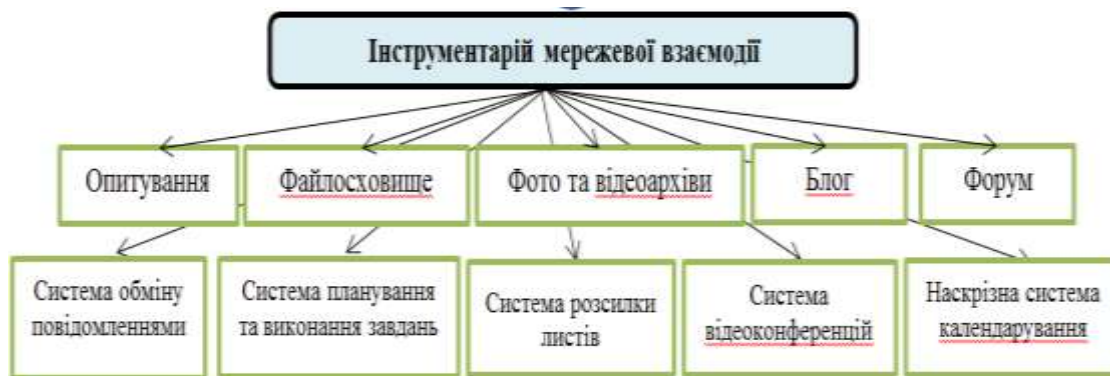 Інструментарій мережевої взаємодії
Опитування
Файлосховище
Фото та відеоархіви
Блог
Форум
Система обміну
повідомленнями
Система планування
та виконання завдань
Система розсилки
листів
Система
відеоконференцій
Наскрізна система
календарування